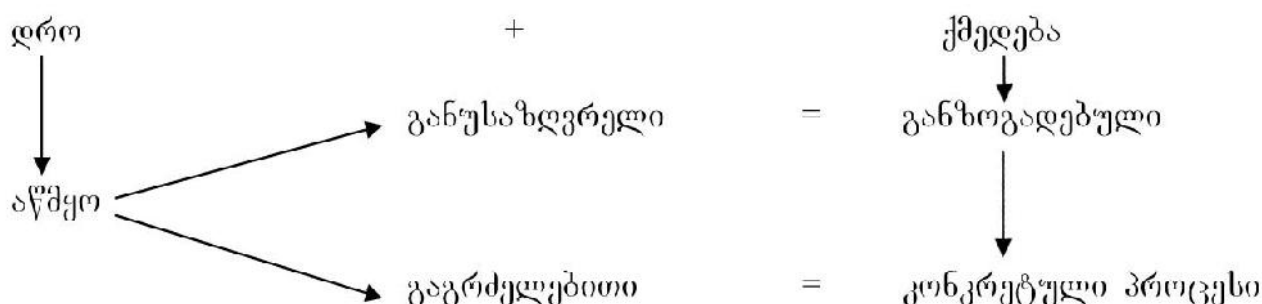 დრო + ქმედება
განუსაზღვრელი = განზოგადებული
აწმყო
გაგრძელებითი = კონკრეტული პროცესი